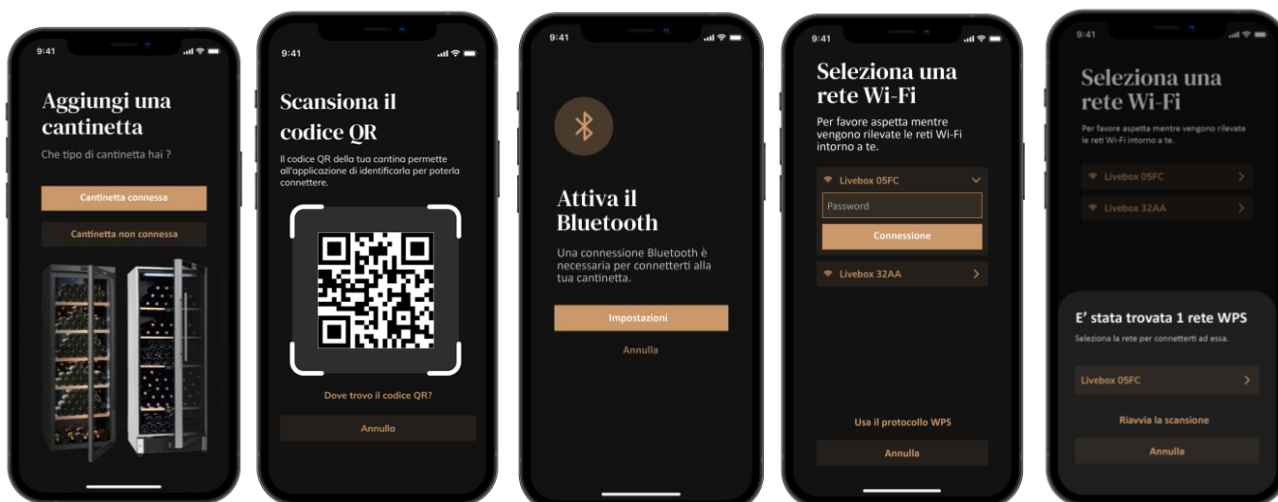 9:41
Aggiungi una
cantinetta
Che tipo di cantinetta hai ?
Cantinetta connessa
Cantinetta non connessa
9:41
Scansiona il
codice QR
Il codice QR della tua cantina permette
all'applicazione di identificarla per poterla
connettere.
Dove trovo il codice QR?
Annulla
9:41
Attiva il
Bluetooth
Una connessione Bluetooth è
necessaria per connetterti alla
tua cantinetta.
Impostazioni
Annulla
9:41
Seleziona una
rete Wi-Fi
Per favore aspetta mentre
vengono rilevate le reti Wi-Fi
intorno a te.
Livebox 05FC
Password
Connessione
Livebox 32AA
Usa il protocollo WPS
Annulla
9:41
Seleziona una
rete Wi-Fi
Per favore aspetta mentre vengono rilevate
le reti Wi-Fi intorno a te.
Livebox 05FC
Livebox 32AA
E' stata trovata 1 rete WPS
Seleziona la rete per connetterti ad essa.
Livebox 05FC
Riavvia la scansione
Annulla